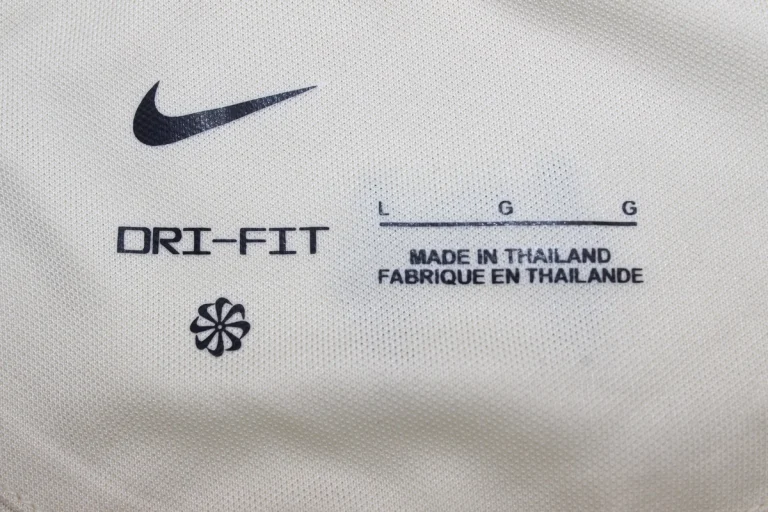 DRI-FIT
L G G
MADE IN THAILAND
FABRIQUE EN THAILANDE